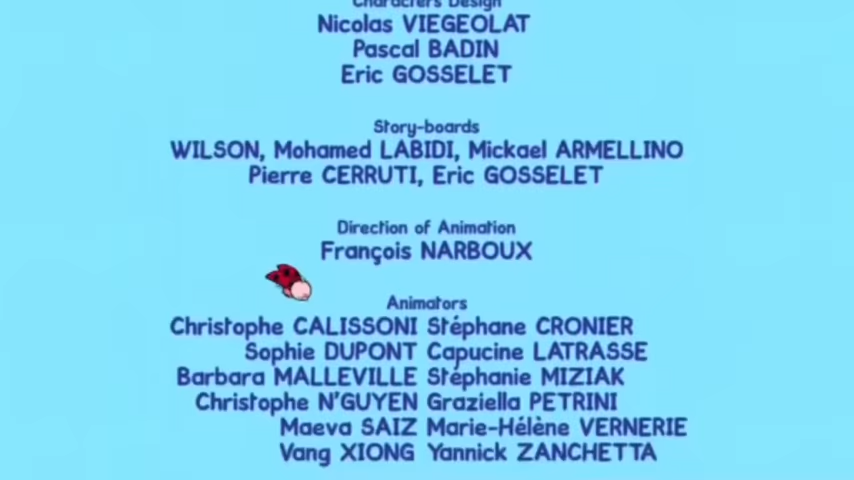 Characters Design
Nicolas VIEGEOLAT
Pascal BADIN
Eric GOSSELET
Story-boards
WILSON, Mohamed LABIDI, Mickael ARMELLINO
Pierre CERRUTI, Eric GOSSELET
Direction of Animation
François NARBOUX
Animators
Christophe CALISSONI Stéphane CRONIER
Sophie DUPONT Capucine LATRASSE
Barbara MALLEVILLE Stéphanie MIZIAK
Christophe N'GUYEN Graziella PETRINI
Maeva SAIZ Marie-Hélène VERNERIE
Vang XIONG Yannick ZANCHETTA